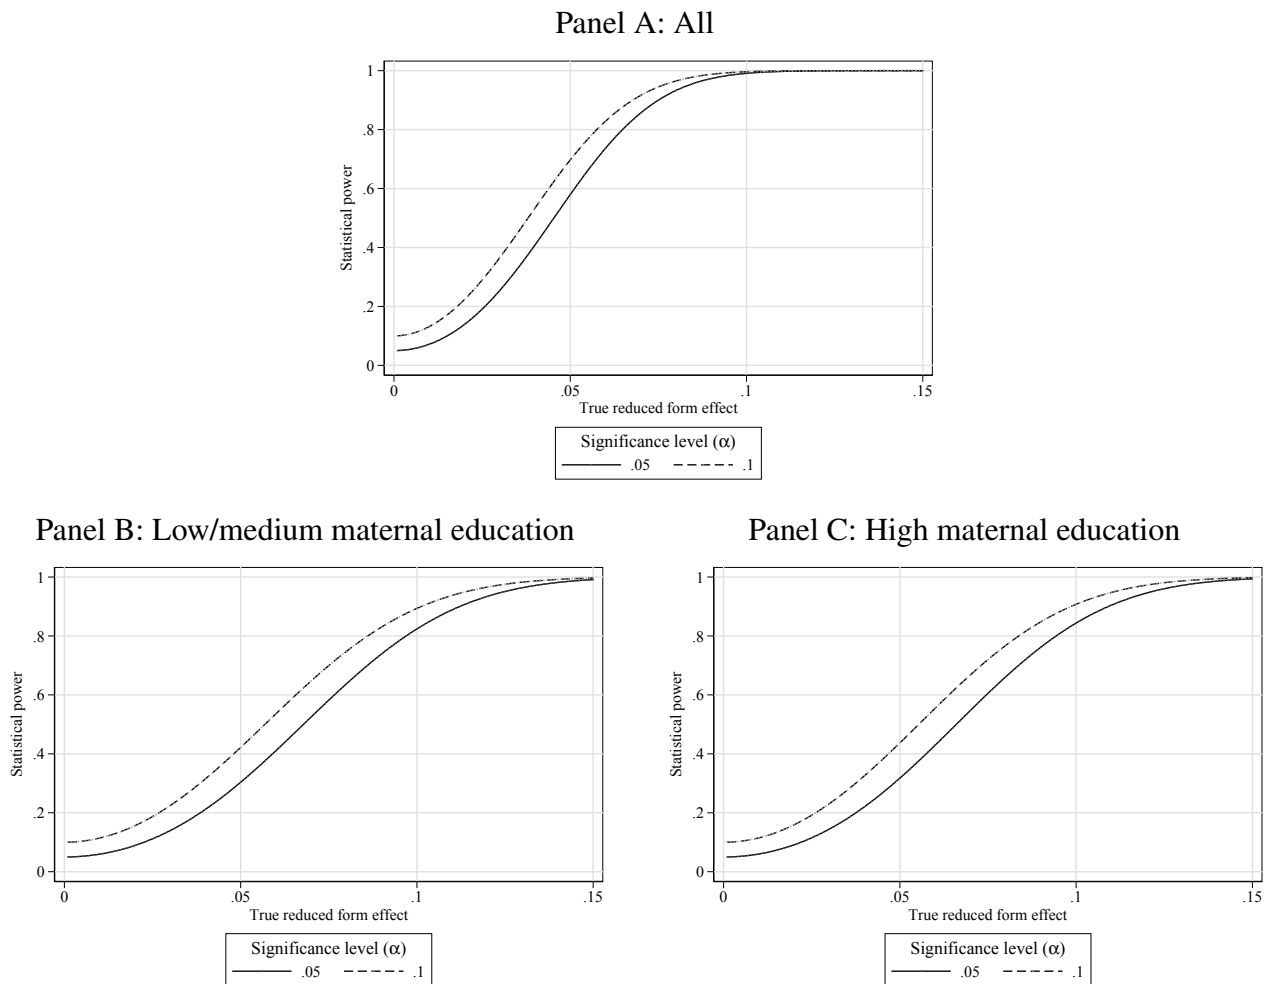 Panel A: All
1
.8
.6
.4
.2
0
Statistical power
0 .05 .1 .15
True reduced form effect
Significance level (α)
.05 .1
Panel B: Low/medium maternal education
1
.8
.6
.4
.2
0
Statistical power
0 .05 .1 .15
True reduced form effect
Significance level (α)
.05 .1
Panel C: High maternal education
1
.8
.6
.4
.2
0
Statistical power
0 .05 .1 .15
True reduced form effect
Significance level (α)
.05 .1